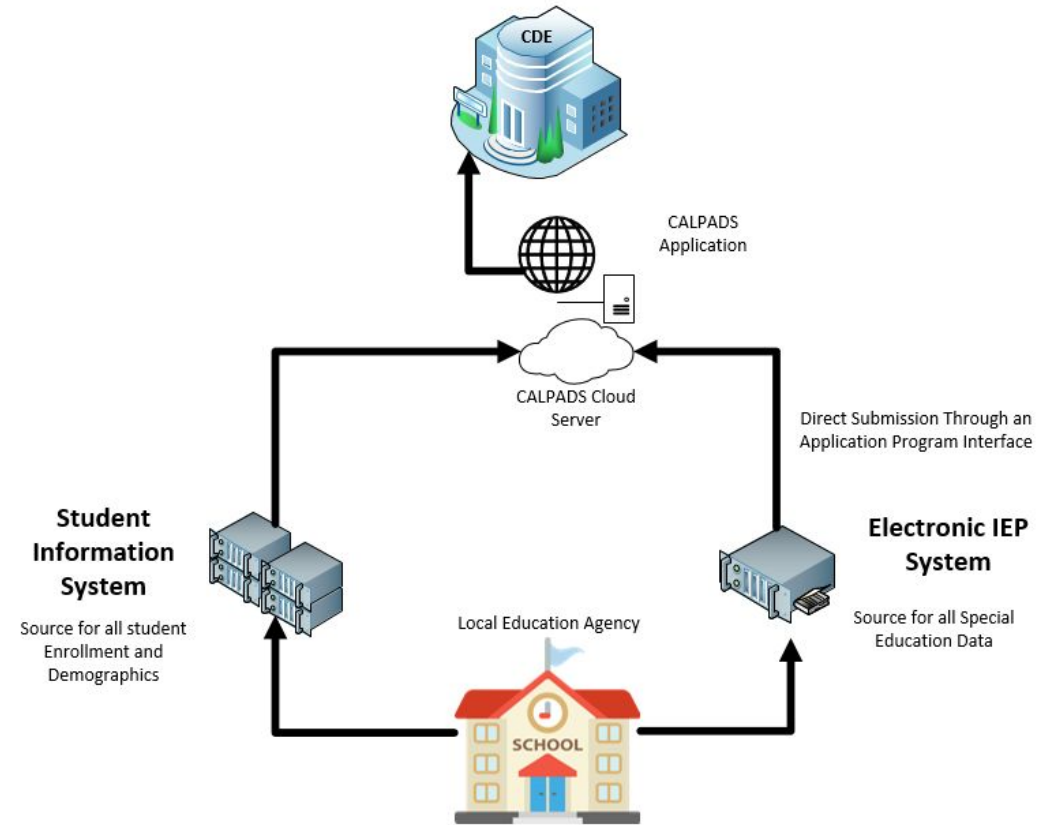 CDE
CALPADS
Application
CALPADS Cloud
Server
Direct Submission Through an
Application Program Interface
Student
Information
System
Source for all student
Enrollment and
Demographics
Electronic IEP
System
Source for all Special
Education Data
Local Education Agency
SCHOOL